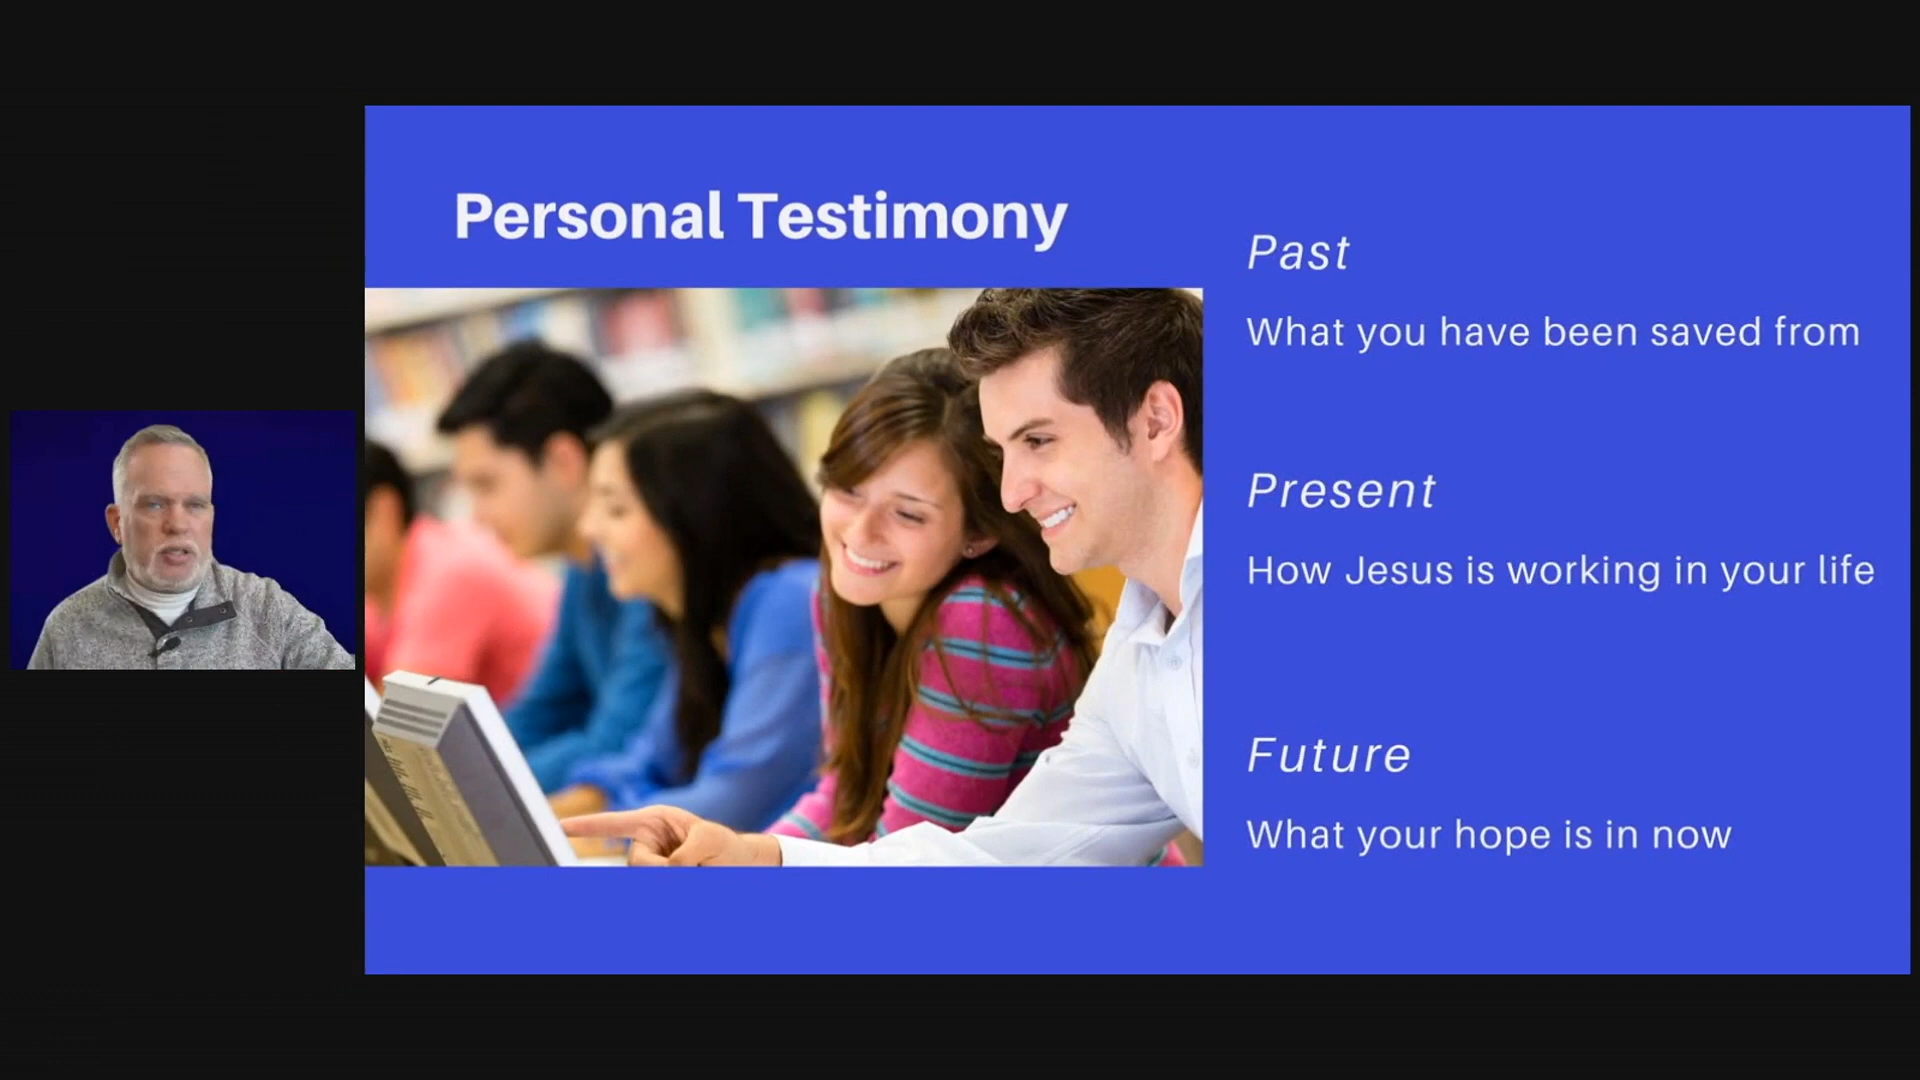 Personal Testimony
Past
What you have been saved from
Present
How Jesus is working in your life
Future
What your hope is in now